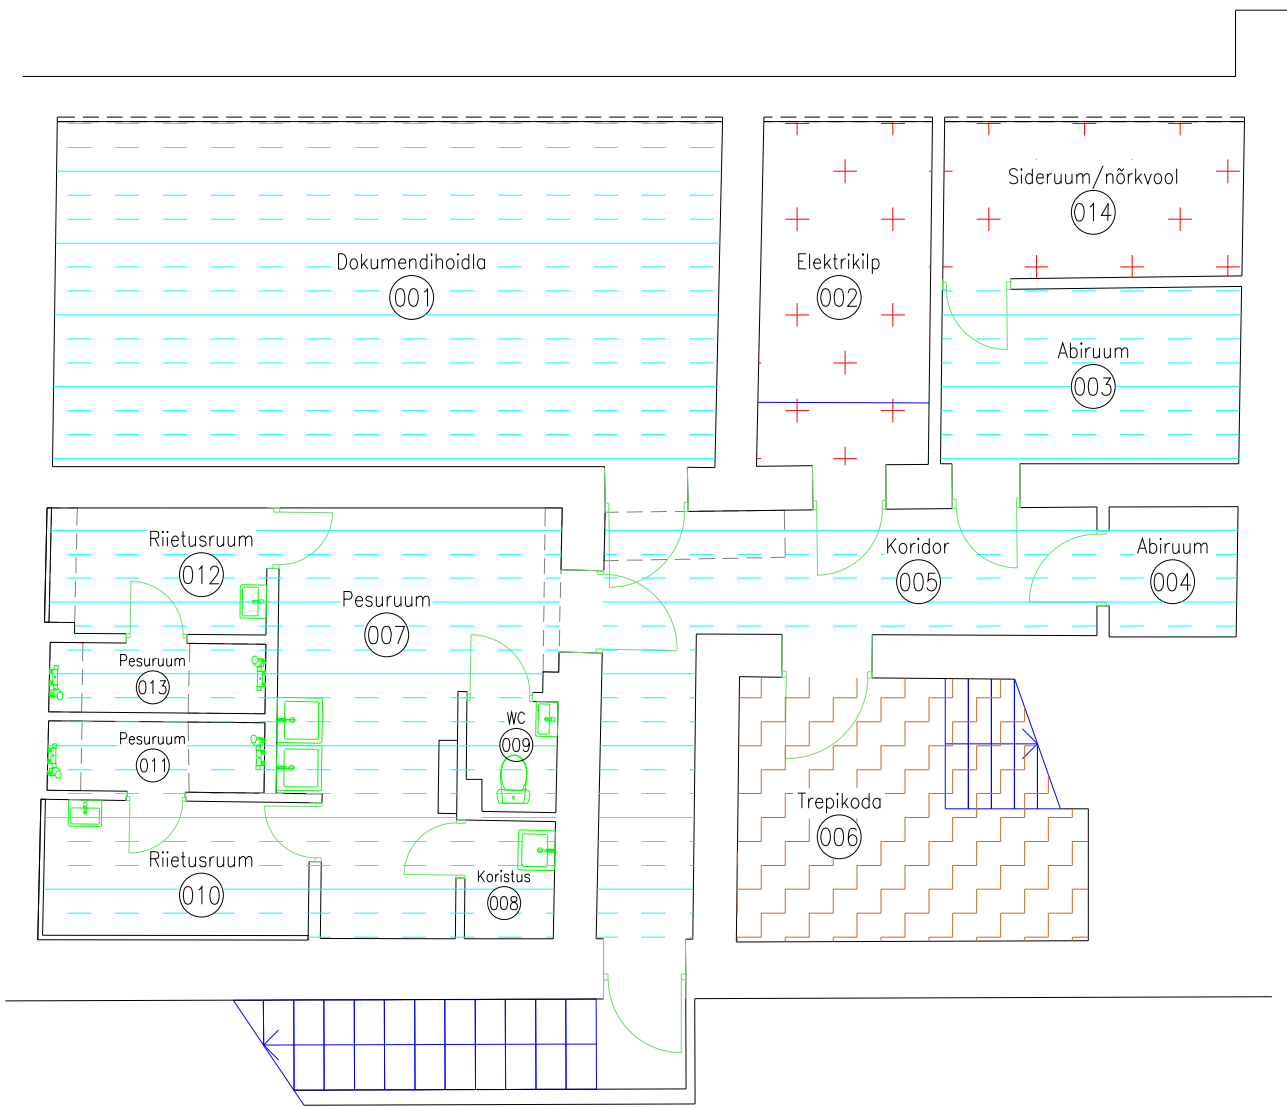 Sideruum/nõrkvool
014
Dokumendihoidla
001
Elektrikilp
002
Abiruum
003
Riietusruum
012
Koridor
005
Abiruum
004
Pesuruum
007
Pesuruum
013
WC
009
Pesuruum
011
Trepikoda
006
Riietusruum
010
Koristus
008